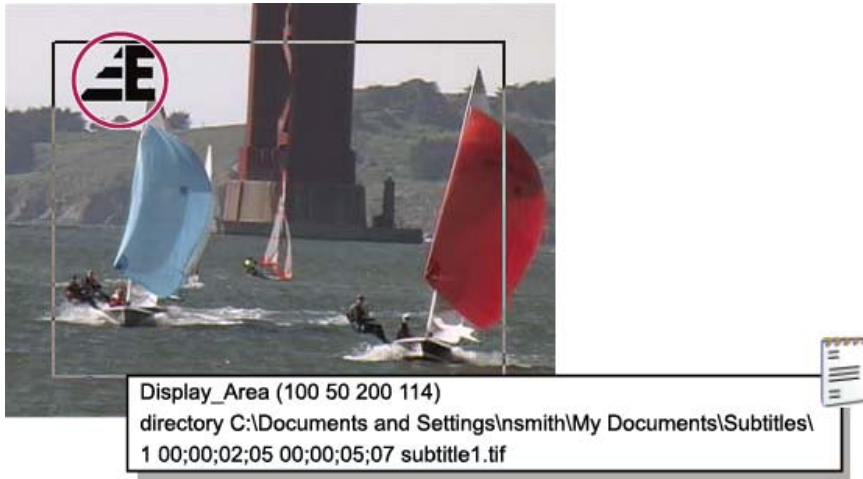 Display_Area (100 50 200 114)
directory C:\Documents and Settings\nsmith\My Documents\Subtitles\
1 00;00;02;05 00;00;05;07 subtitle1.tif